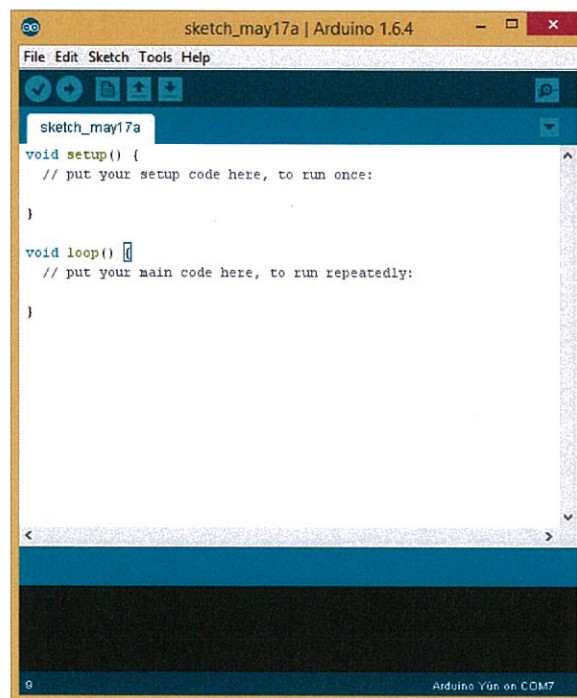 sketch_may17a | Arduino 1.6.4
File Edit Sketch Tools Help
sketch_may17a
void setup() {
  // put your setup code here, to run once:
}
void loop() {
  // put your main code here, to run repeatedly:
}
9
Arduino Yún on COM7